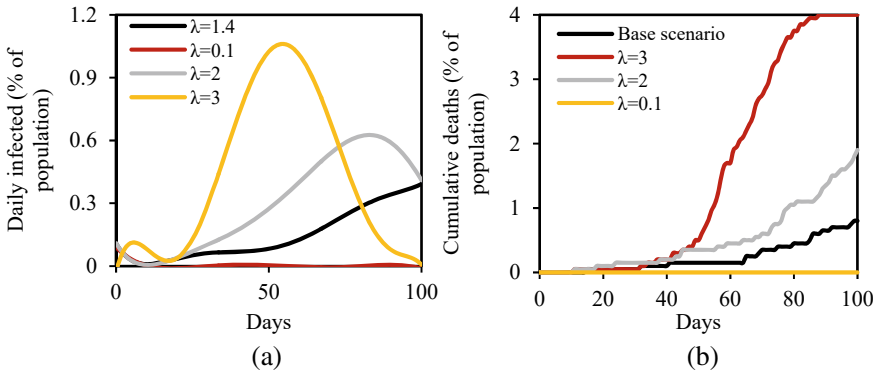 1.2
0.9
0.6
0.3
0
λ=1.4
λ=0.1
λ=2
λ=3
Daily infected (% of
population)
0
50
100
Days
(a)
4
3
2
1
0
Base scenario
λ=3
λ=2
λ=0.1
Cumulative deaths (% of
population)
0
20
40
60
80
100
Days
(b)